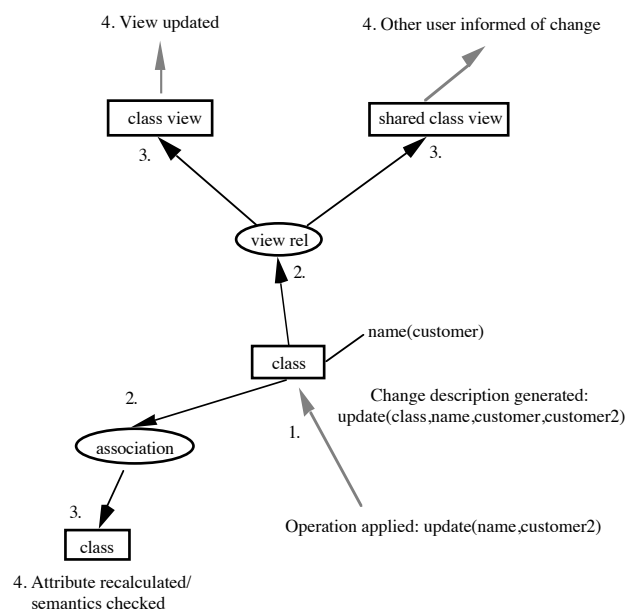 4. View updated
4. Other user informed of change
class view
shared class view
3.
3.
view rel
2.
name(customer)
class
2.
Change description generated:
update(class,name,customer,customer2)
1.
association
3.
Operation applied: update(name,customer2)
class
4. Attribute recalculated/
semantics checked